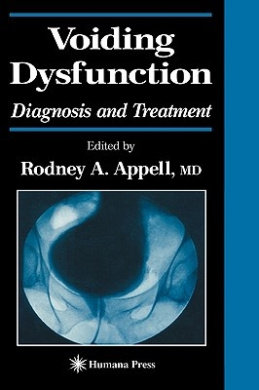 Voiding
Dysfunction
Diagnosis and Treatment
Edited by
Rodney A. Appell, MD
Humana Press